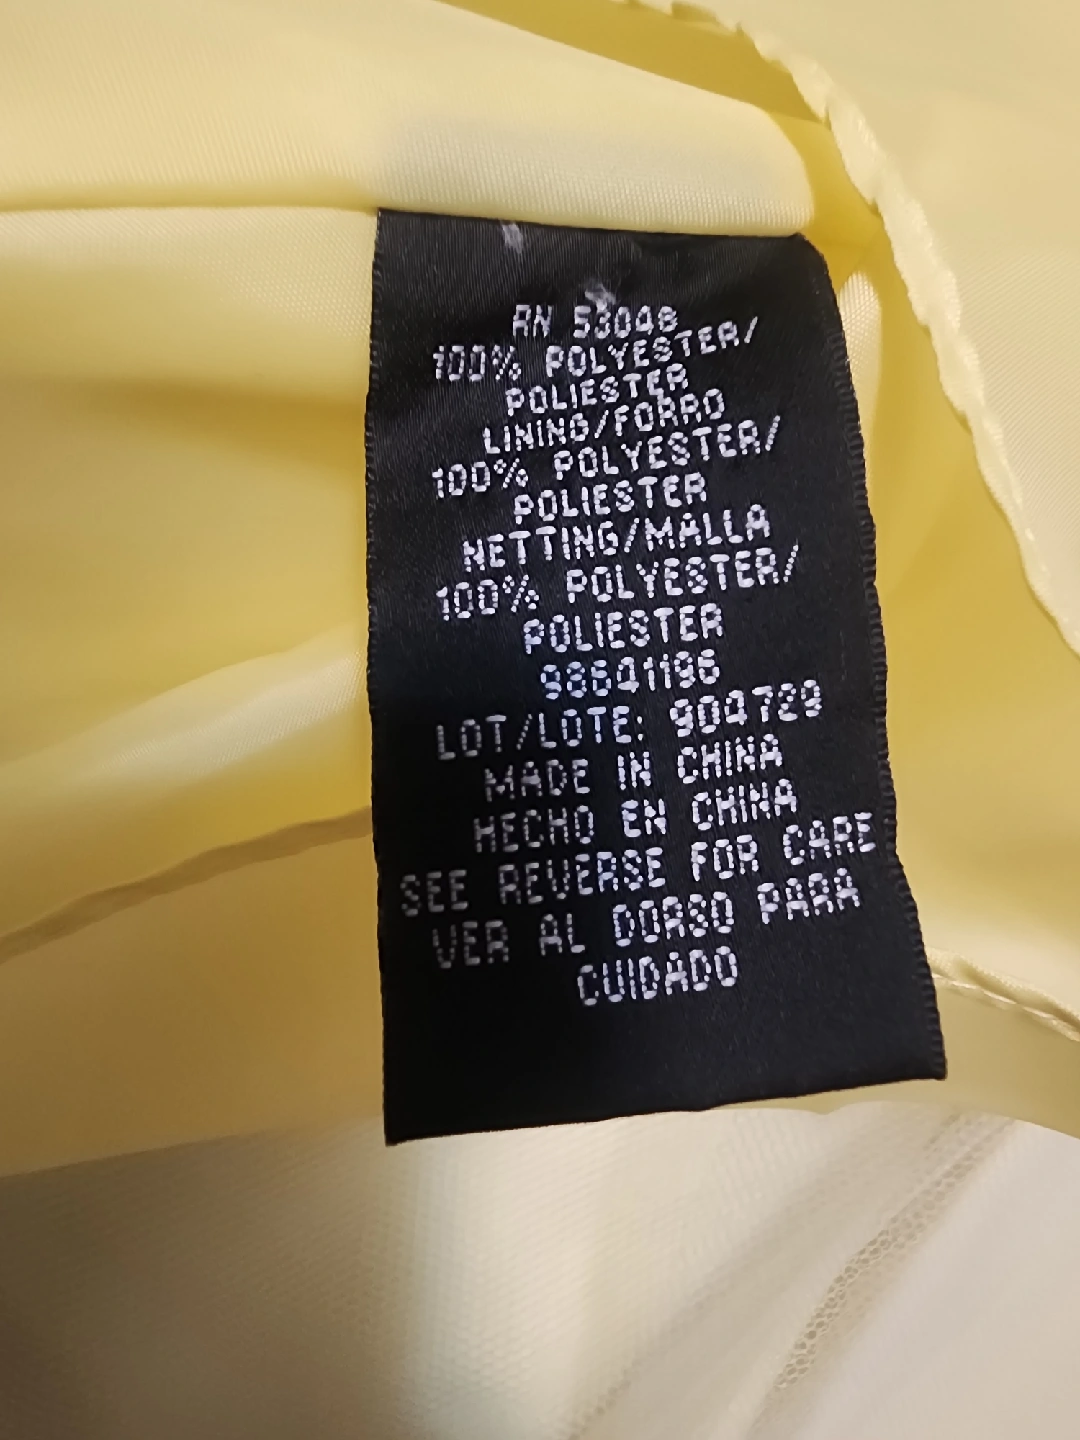 RN 53048
100% POLYESTER/
POLIESTER
LINING/FORRO
100% POLYESTER/
POLIESTER
NETTING/MALLA
100% POLYESTER/
POLIESTER
98641196
LOT/LOTE: 904729
MADE IN CHINA
HECHO EN CHINA
SEE REVERSE FOR CARE
VER AL DORSO PARA
CUIDADO